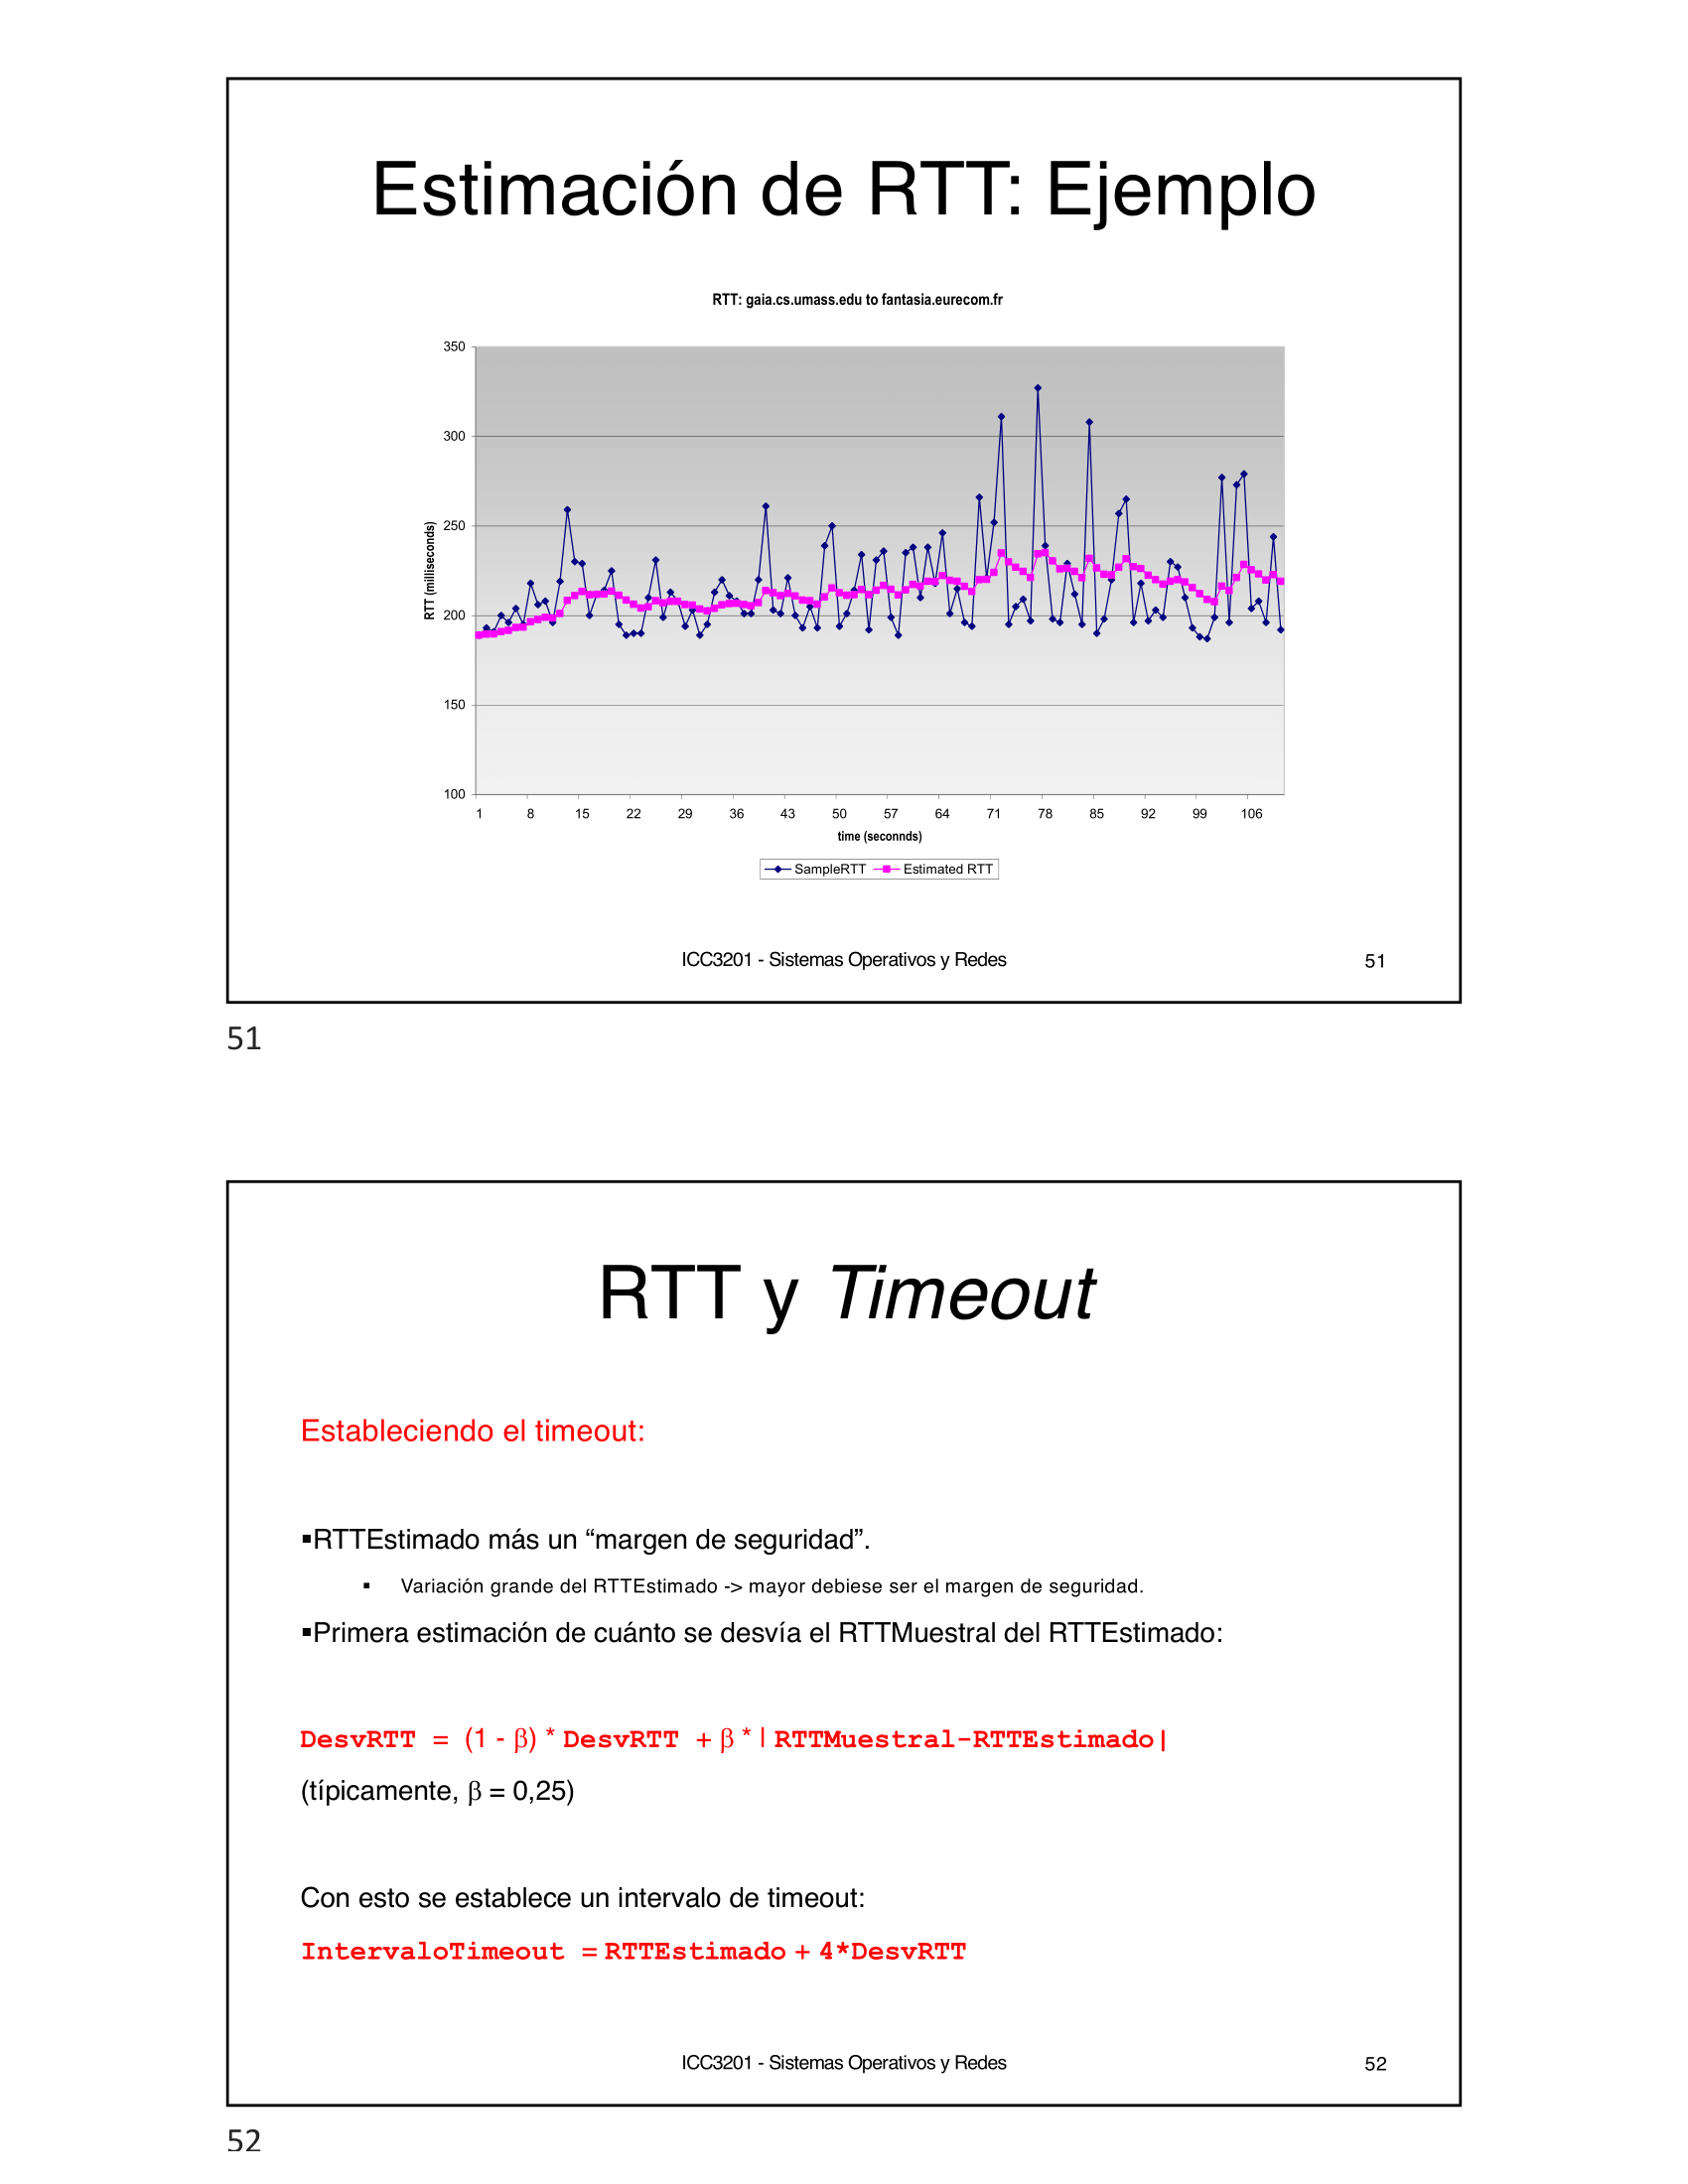 Estimación de RTT: Ejemplo
RTT: gaia.cs.umass.edu to fantasia.eurecom.fr
350
300
250
200
150
100
RTT (milliseconds)
1 8 15 22 29 36 43 50 57 64 71 78 85 92 99 106
time (seconnds)
SampleRTT Estimated RTT
ICC3201 - Sistemas Operativos y Redes 51
51
RTT y Timeout
Estableciendo el timeout:
▪RTTEstimado más un “margen de seguridad”.
▪ Variación grande del RTTEstimado -> mayor debiese ser el margen de seguridad.
▪Primera estimación de cuánto se desvía el RTTMuestral del RTTEstimado:
DesvRTT = (1 - β) * DesvRTT + β * | RTTMuestral-RTTEstimado|
(típicamente, β = 0,25)
Con esto se establece un intervalo de timeout:
IntervaloTimeout = RTTEstimado + 4*DesvRTT
ICC3201 - Sistemas Operativos y Redes 52
52